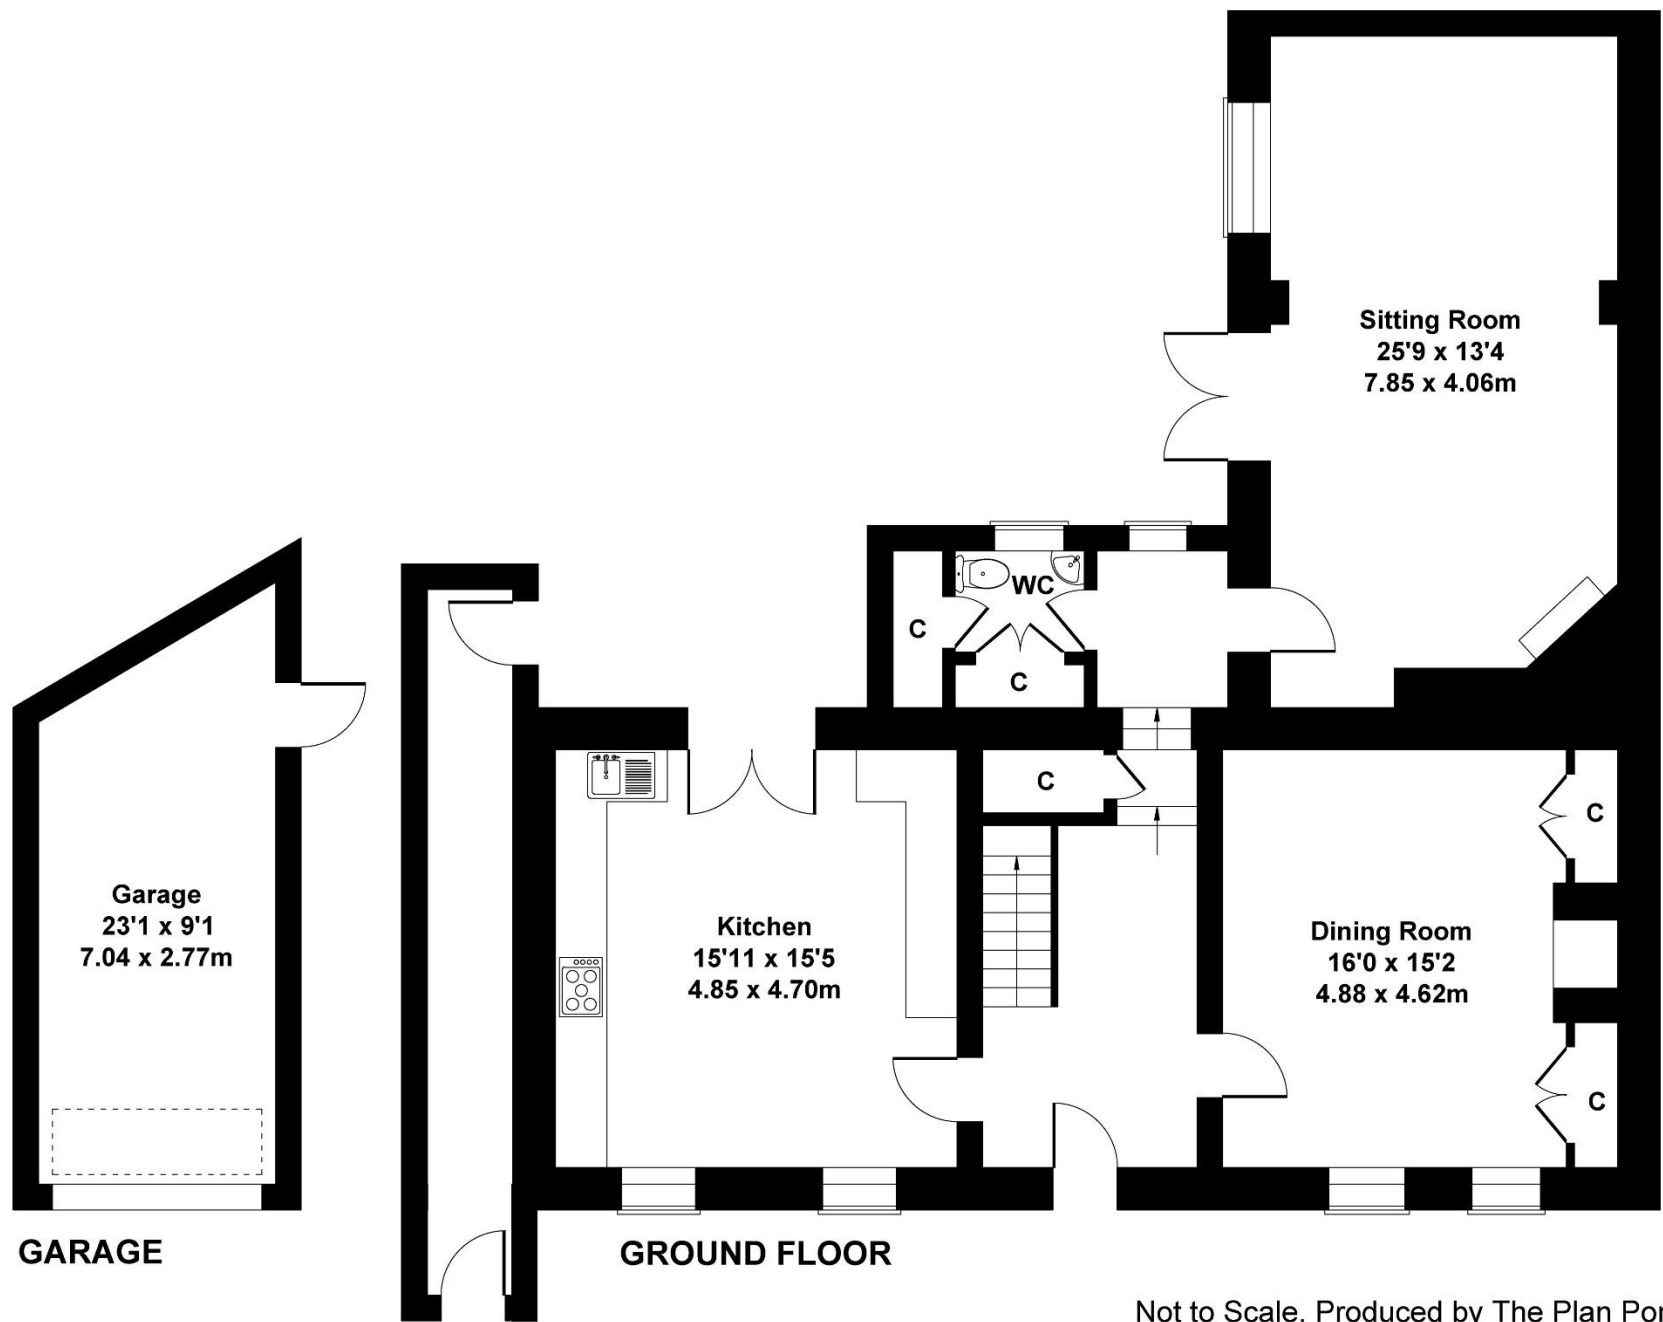 Sitting Room
25'9 x 13'4
7.85 x 4.06m
WC
C
C
C
C
Garage
23'1 x 9'1
7.04 x 2.77m
Kitchen
15'11 x 15'5
4.85 x 4.70m
Dining Room
16'0 x 15'2
4.88 x 4.62m
C
GARAGE
GROUND FLOOR
Not to Scale. Produced by The Plan